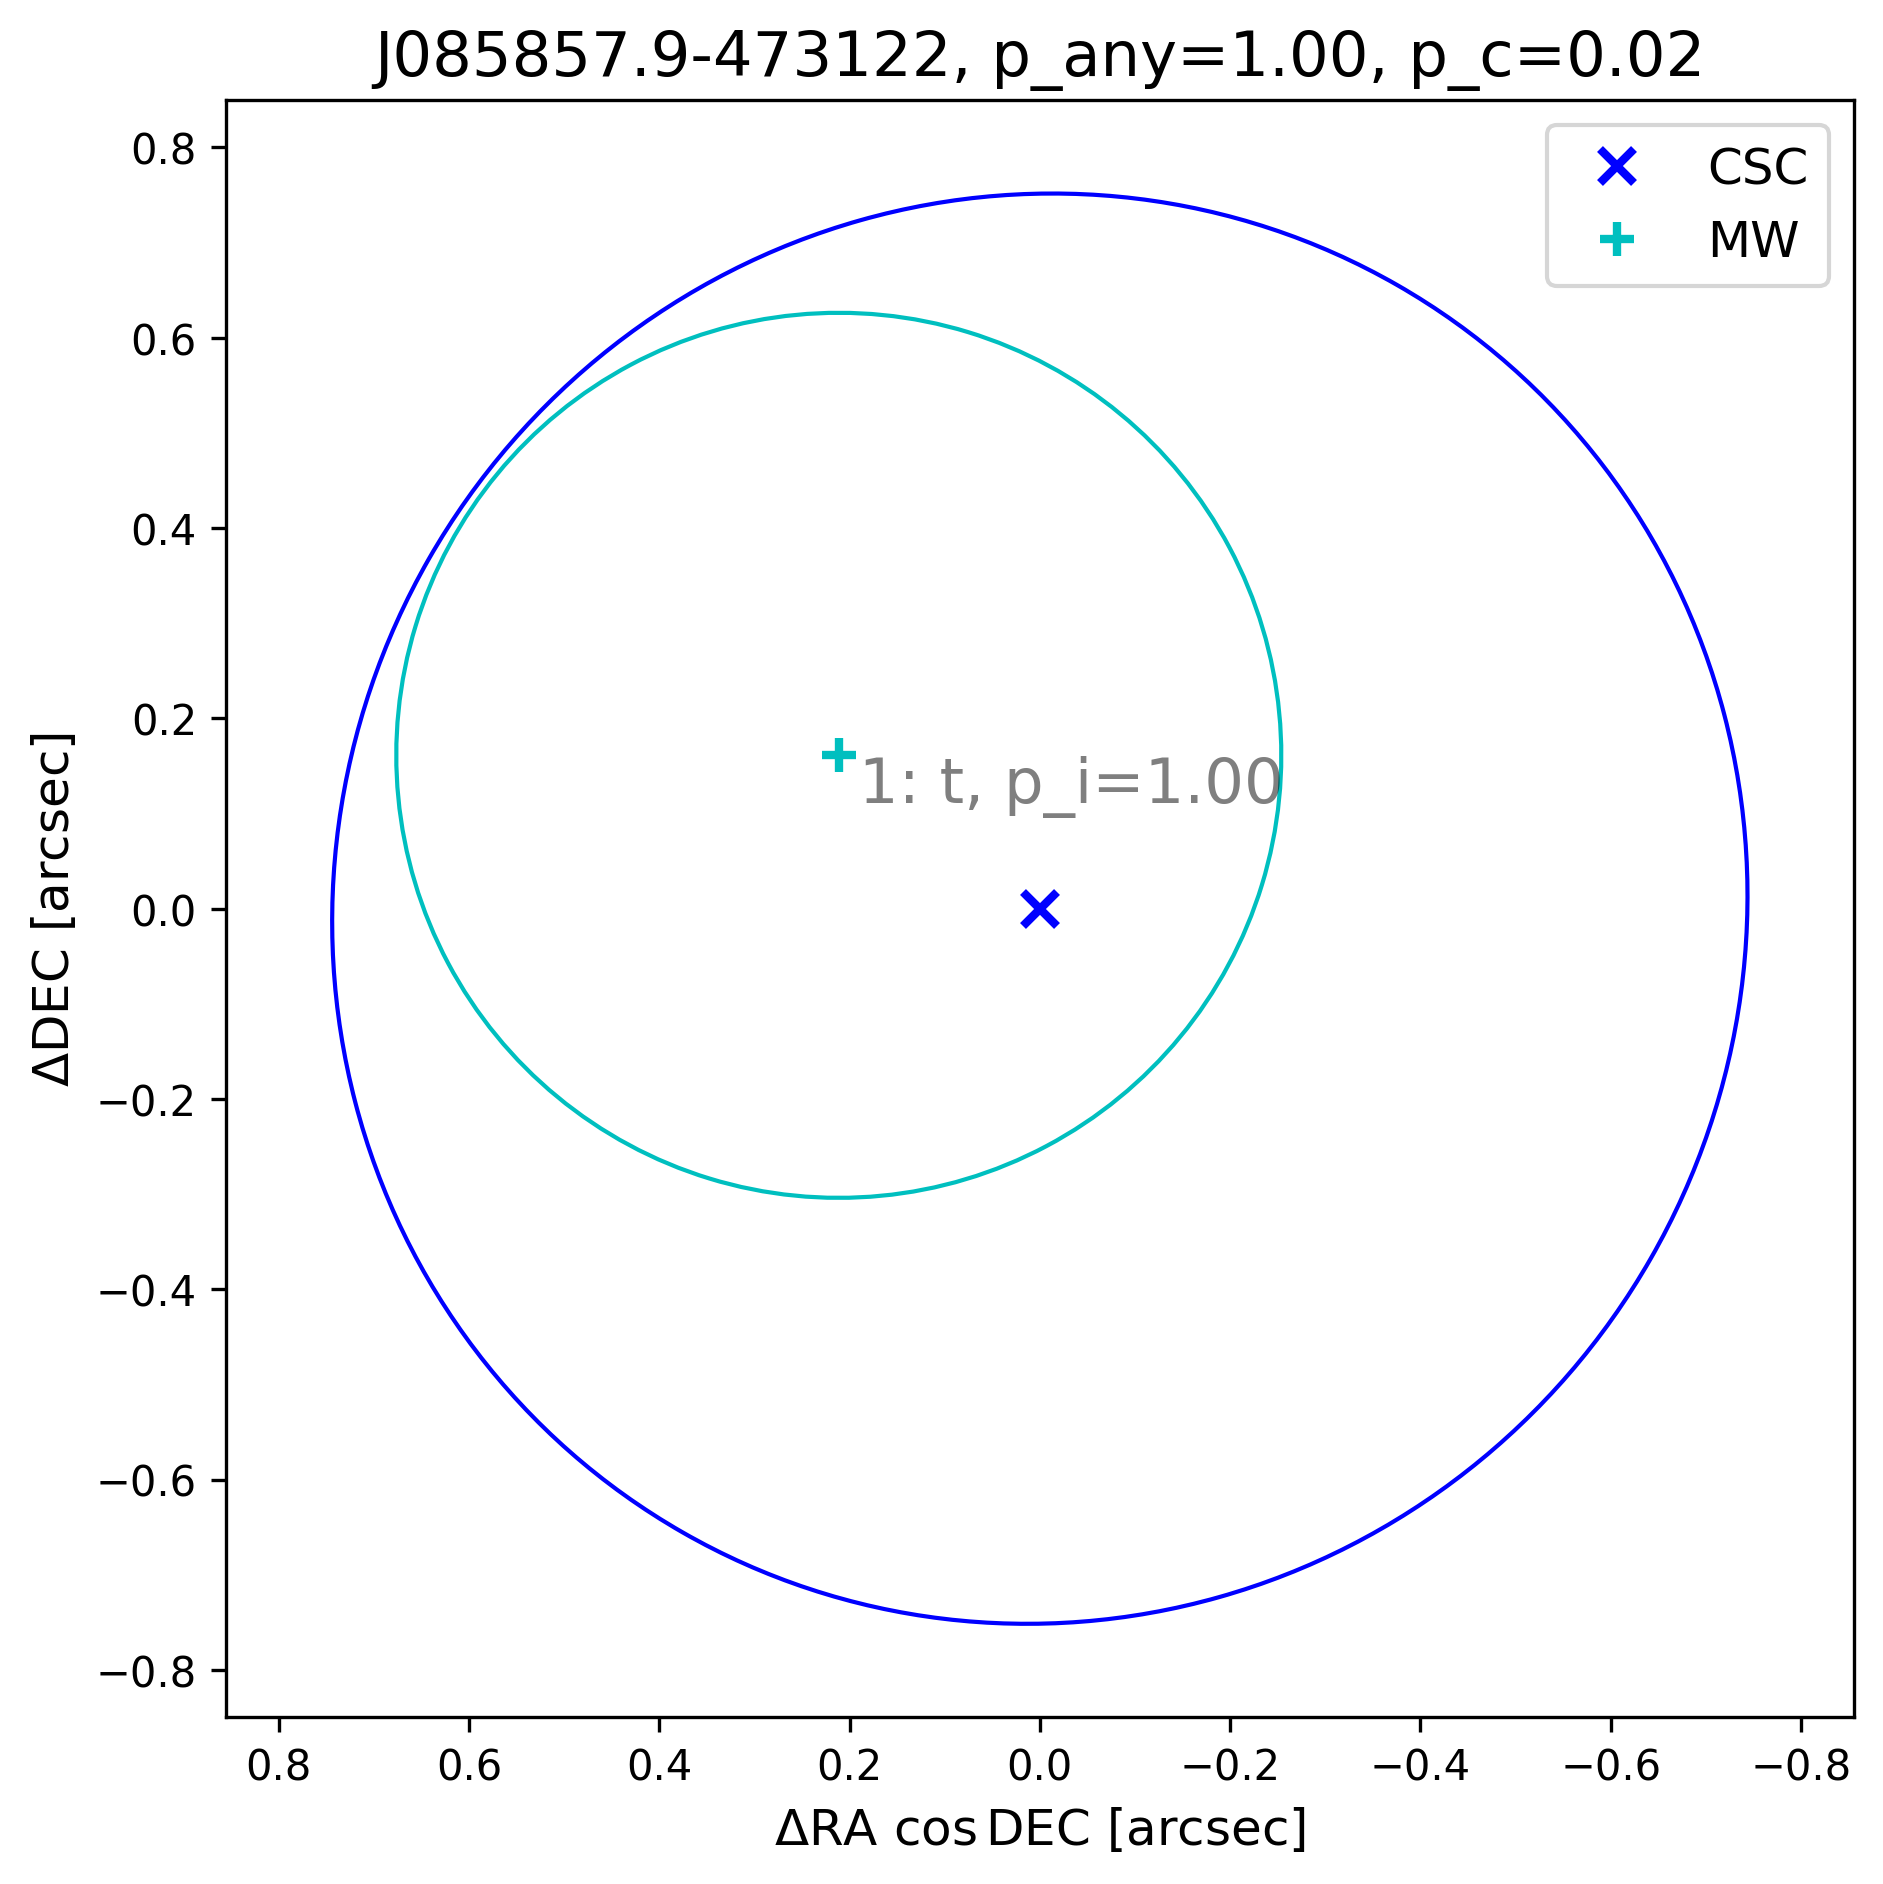 J085857.9-473122, p_any=1.00, p_c=0.02
CSC
MW
0.8
0.6
0.4
0.2
0.0
−0.2
−0.4
−0.6
−0.8
ΔDEC [arcsec]
1: t, p_i=1.00
0.8 0.6 0.4 0.2 0.0 −0.2 −0.4 −0.6 −0.8
ΔRA cos DEC [arcsec]